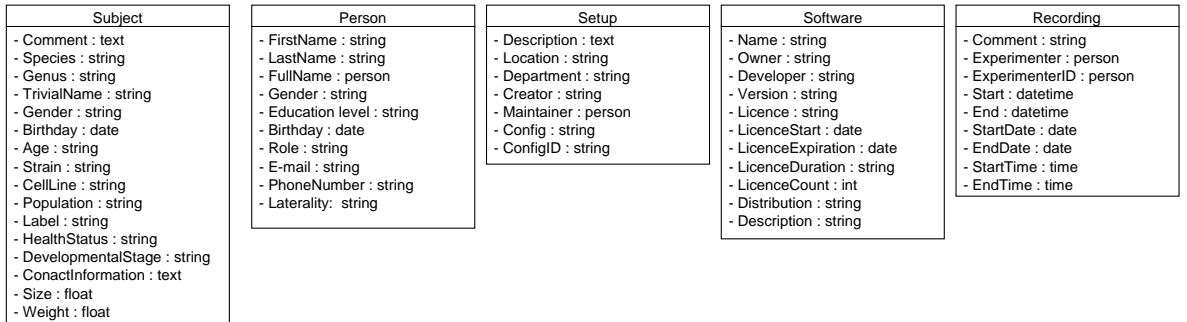 Subject
- Comment : text
- Species : string
- Genus : string
- TrivialName : string
- Gender : string
- Birthday : date
- Age : string
- Strain : string
- CellLine : string
- Population : string
- Label : string
- HealthStatus : string
- DevelopmentalStage : string
- ConactInformation : text
- Size : float
- Weight : float
Person
- FirstName : string
- LastName : string
- FullName : person
- Gender : string
- Education level : string
- Birthday : date
- Role : string
- E-mail : string
- PhoneNumber : string
- Laterality: string
Setup
- Description : text
- Location : string
- Department : string
- Creator : string
- Maintainer : person
- Config : string
- ConfigID : string
Software
- Name : string
- Owner : string
- Developer : string
- Version : string
- Licence : string
- LicenceStart : date
- LicenceExpiration : date
- LicenceDuration : string
- LicenceCount : int
- Distribution : string
- Description : string
Recording
- Comment : string
- Experimenter : person
- ExperimenterID : person
- Start : datetime
- End : datetime
- StartDate : date
- EndDate : date
- StartTime : time
- EndTime : time